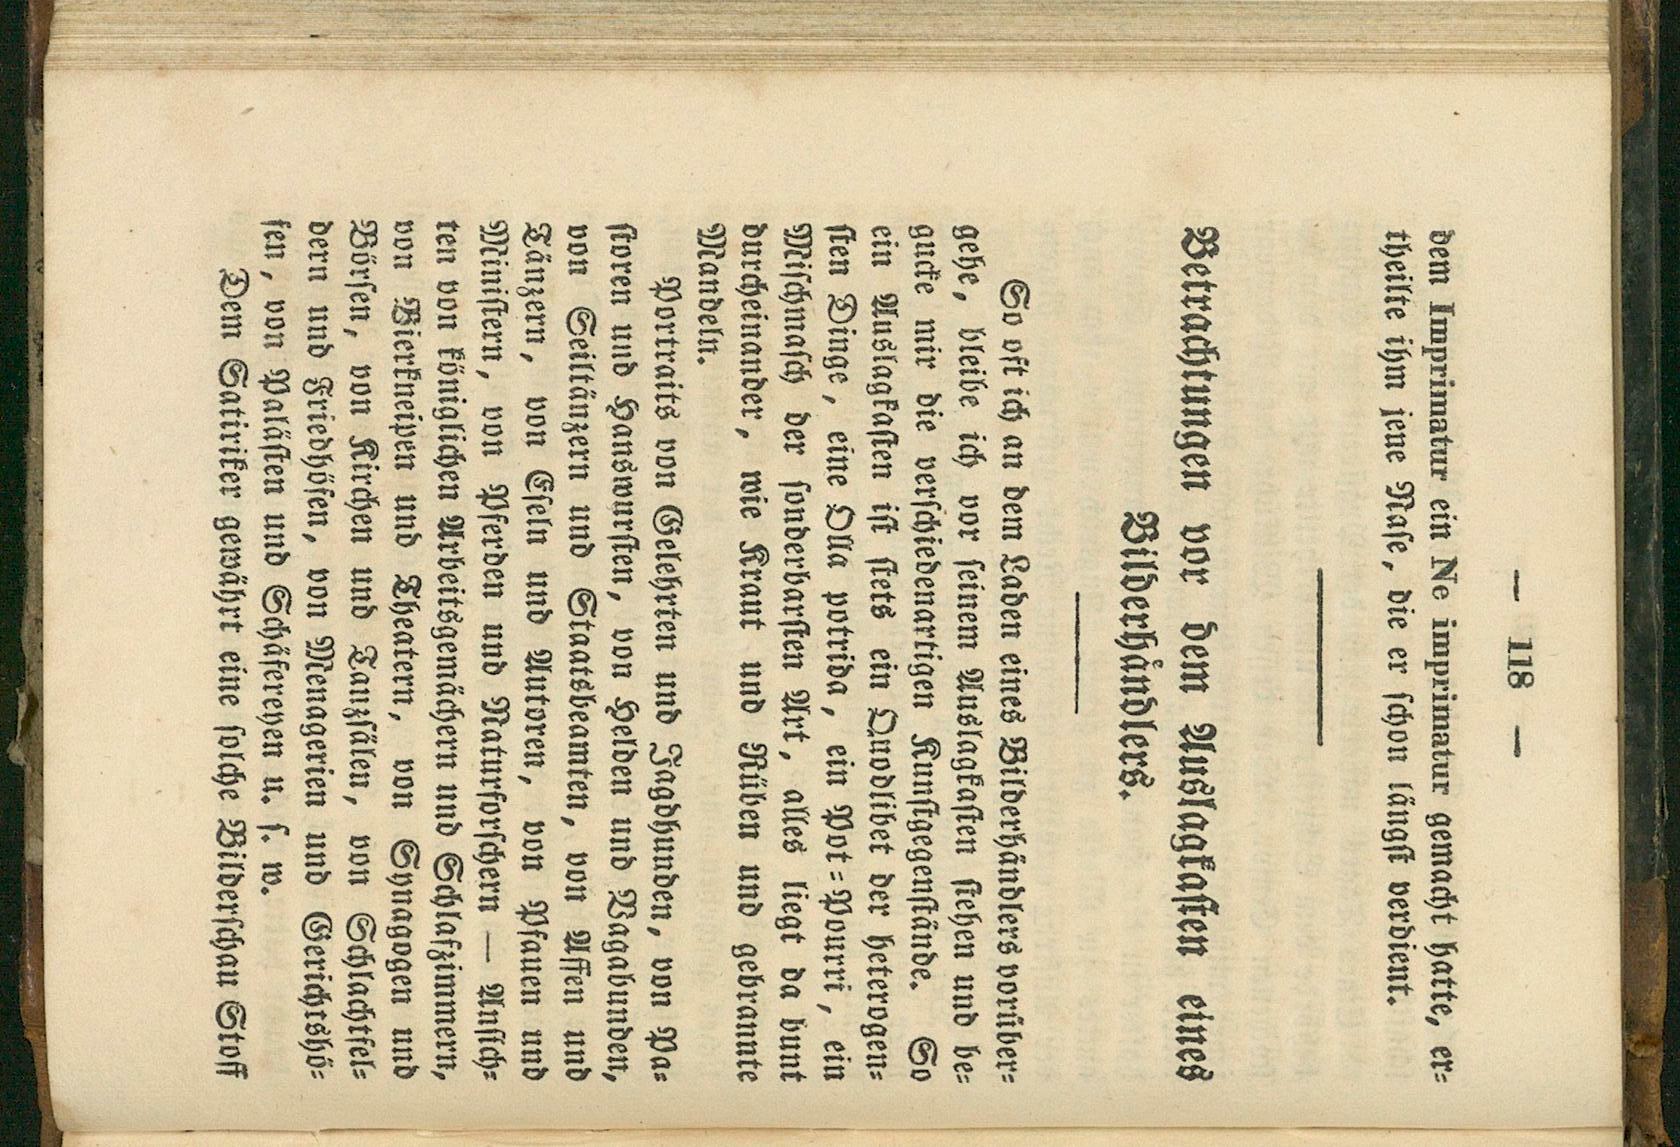 — 118 —
dem Imprimatur ein Ne imprimatur gemacht hatte, er-
theilte ihm jene Nase, die er schon längst verdient.
Betrachtungen vor dem Auslagkasten eines
Bilderhändlers.
So oft ich an dem Laden eines Bilderhändlers vorüber-
gehe, bleibe ich vor seinem Auslagkasten stehen und be-
gucke mir die verschiedenartigen Kunstgegenstände. So
ein Auslagkasten ist stets ein Quodlibet der heterogen-
sten Dinge, eine Olla potrida, ein Pot-Pourri, ein
Mischmasch der sonderbarsten Art, alles liegt da bunt
durcheinander, wie Kraut und Rüben und gebrannte
Mandeln.
Portraits von Gelehrten und Jagdhunden, von Pa-
storen und Hanswursten, von Helden und Vagabunden,
von Seiltänzern und Staatsbeamten, von Affen und
Tänzern, von Eseln und Autoren, von Pfauen und
Ministern, von Pferden und Naturforschern — Ansich-
ten von königlichen Arbeitsgemächern und Schlafzimmern,
von Bierkneipen und Theatern, von Synagogen und
Börsen, von Kirchen und Tanzsälen, von Schlachtfel-
dern und Friedhöfen, von Menagerien und Gerichtshö-
fen, von Palästen und Schäfereyen u. s. w.
Dem Satiriker gewährt eine solche Bilderschau Stoff